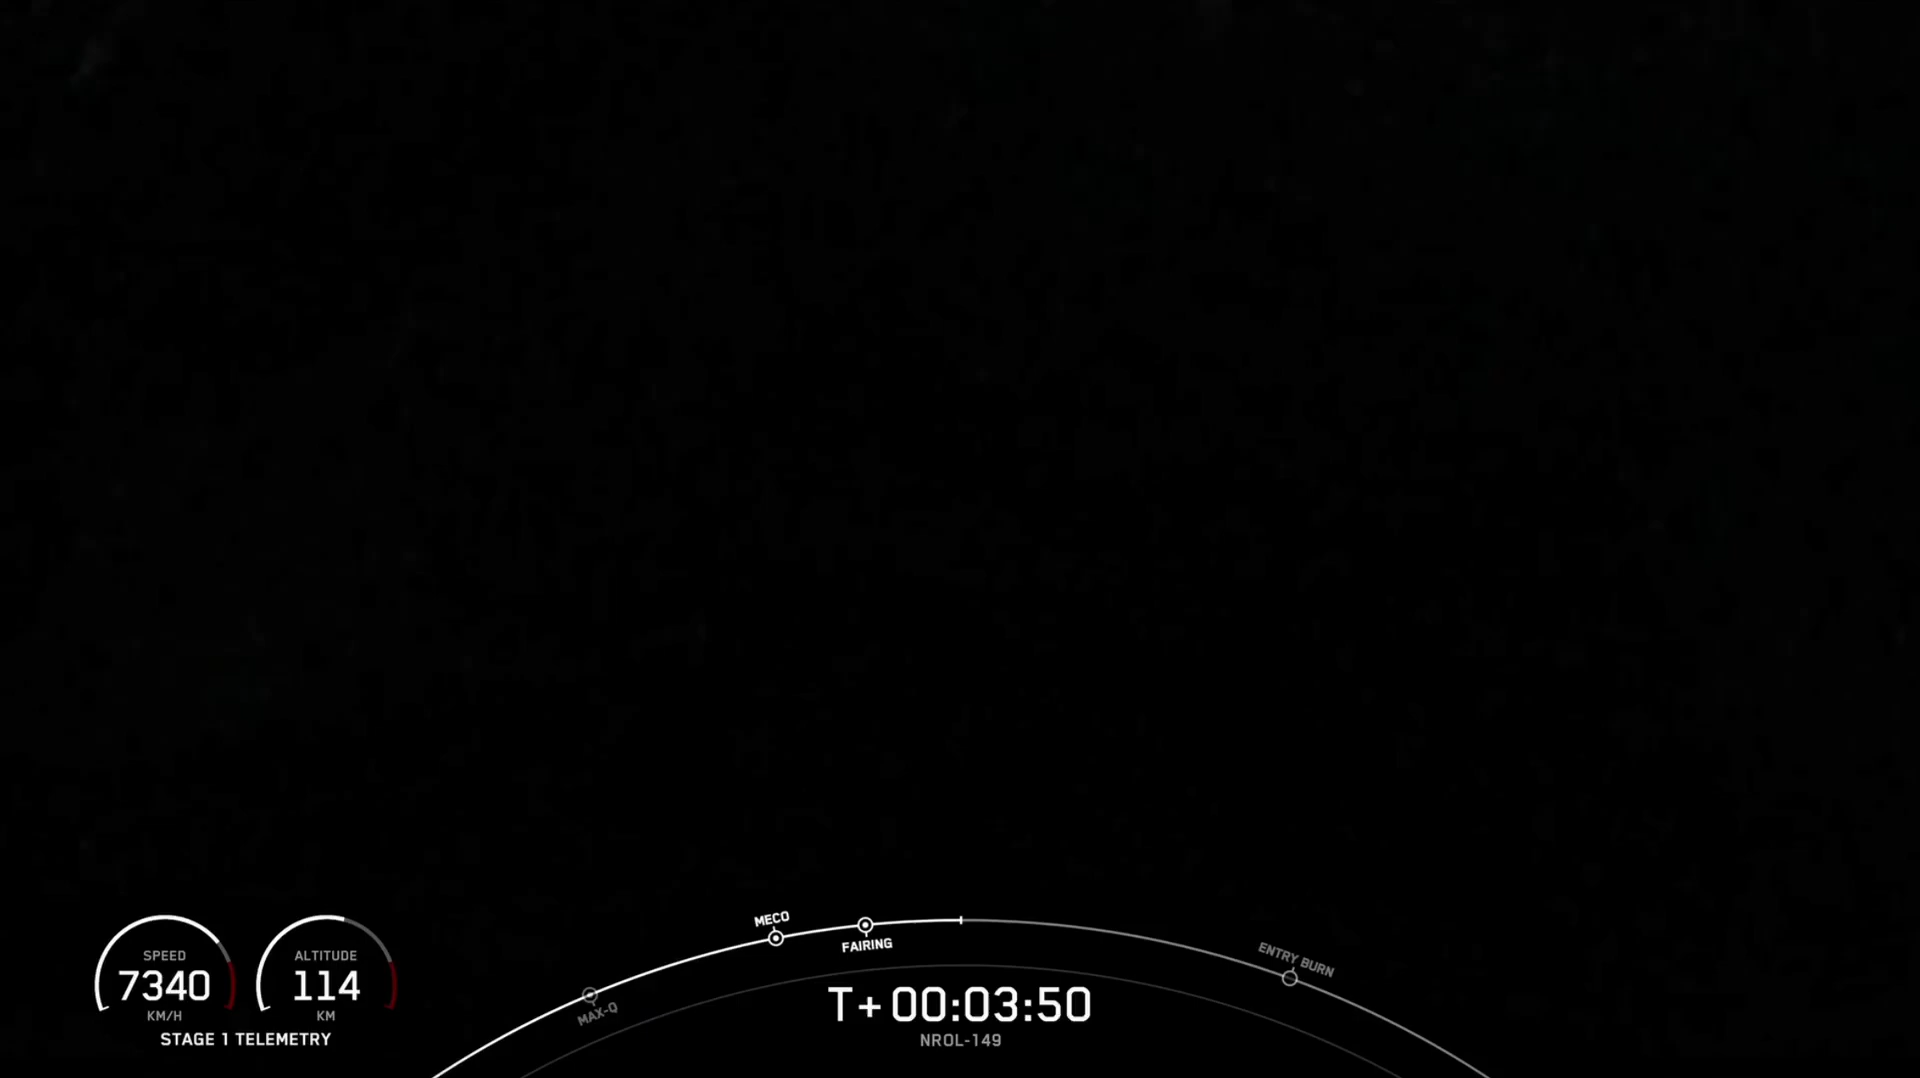 SPEED
7340
KM/H
ALTITUDE
114
KM
STAGE 1 TELEMETRY
MAX-Q
MECO
FAIRING
ENTRY BURN
T+00:03:50
NROL-149